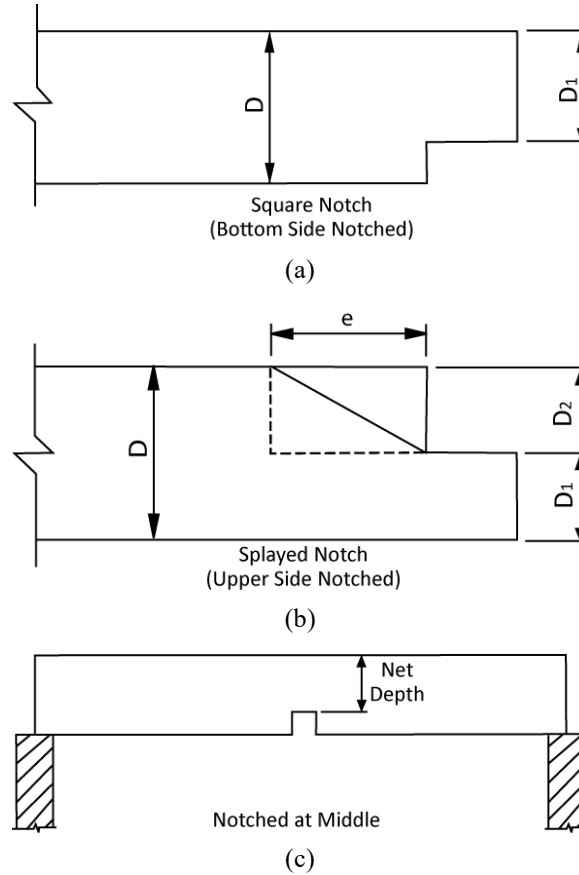 D
D₁
Square Notch
(Bottom Side Notched)
(a)
e
D
D₂
D₁
Splayed Notch
(Upper Side Notched)
(b)
Net
Depth
Notched at Middle
(c)